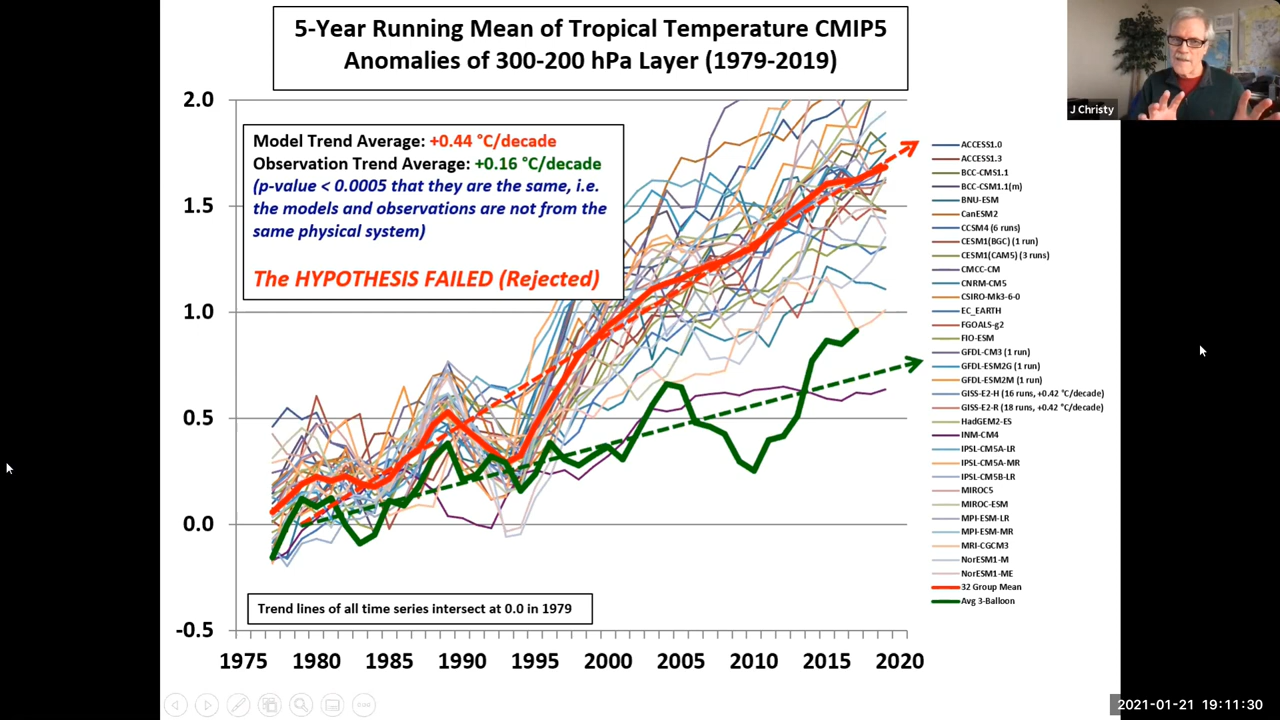 5-Year Running Mean of Tropical Temperature CMIP5
Anomalies of 300-200 hPa Layer (1979-2019)
J Christy
2.0
1.5
1.0
0.5
0.0
-0.5
Model Trend Average: +0.44 °C/decade
Observation Trend Average: +0.16 °C/decade
(p-value < 0.0005 that they are the same, i.e.
the models and observations are not from the
same physical system)
The HYPOTHESIS FAILED (Rejected)
Trend lines of all time series intersect at 0.0 in 1979
1975 1980 1985 1990 1995 2000 2005 2010 2015 2020
ACCESS1.0
ACCESS1.3
BCC-CMS1.1
BCC-CSM1.1(m)
BNU-ESM
CanESM2
CCSM4 (6 runs)
CESM1(BGC) (1 run)
CESM1(CAM5) (3 runs)
CMCC-CM
CNRM-CM5
CSIRO-Mk3-6-0
EC_EARTH
FGOALS-g2
FIO-ESM
GFDL-CM3 (1 run)
GFDL-ESM2G (1 run)
GFDL-ESM2M (1 run)
GISS-E2-H (16 runs, +0.42 °C/decade)
GISS-E2-R (18 runs, +0.42 °C/decade)
HadGEM2-ES
INM-CM4
IPSL-CM5A-LR
IPSL-CM5A-MR
IPSL-CM5B-LR
MIROC5
MIROC-ESM
MPI-ESM-LR
MPI-ESM-MR
MRI-CGCM3
NorESM1-M
NorESM1-ME
32 Group Mean
Avg 3-Balloon
2021-01-21 19:11:30